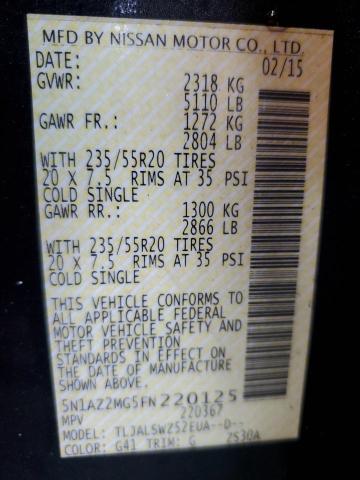 MFD BY NISSAN MOTOR CO., LTD.
DATE: 02/15
GVWR: 2318 KG
5110 LB
GAWR FR.: 1272 KG
2804 LB
WITH 235/55R20 TIRES
20 X 7.5 RIMS AT 35 PSI
COLD SINGLE
GAWR RR.: 1300 KG
2866 LB
WITH 235/55R20 TIRES
20 X 7.5 RIMS AT 35 PSI
COLD SINGLE
THIS VEHICLE CONFORMS TO
ALL APPLICABLE FEDERAL
MOTOR VEHICLE SAFETY AND
THEFT PREVENTION
STANDARDS IN EFFECT ON
THE DATE OF MANUFACTURE
SHOWN ABOVE.
5N1AZ2MG5FN220125
MPV 220367
MODEL: TLJALSWZ52EUA--D--
COLOR: G41 TRIM: G 2530A